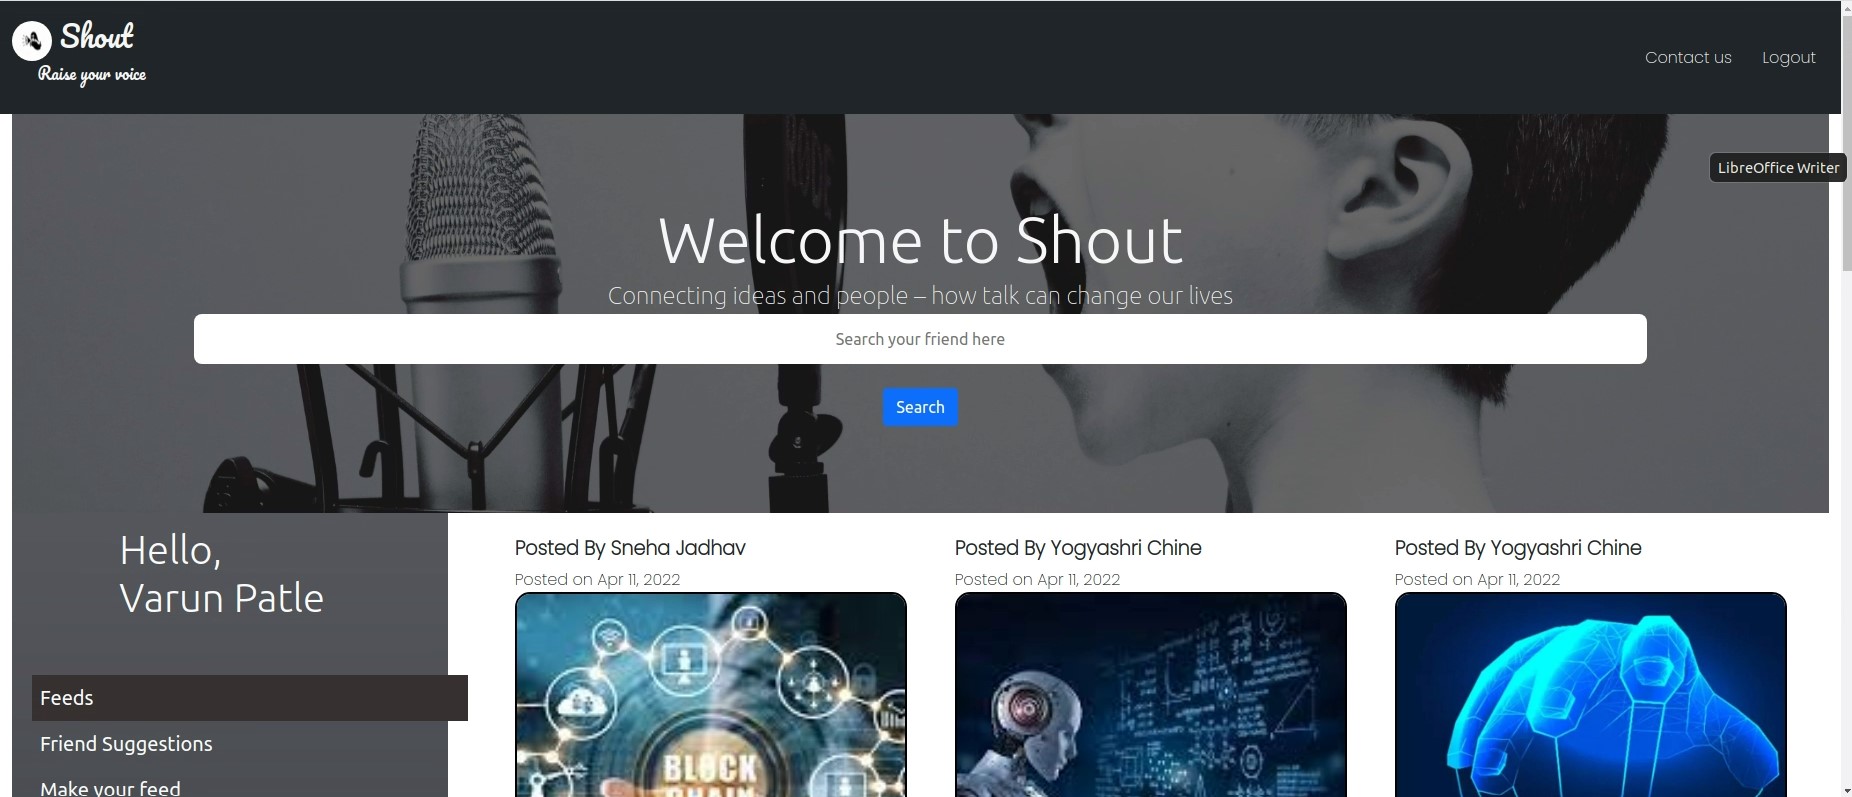 Shout
Raise your voice
Contact us
Logout
LibreOffice Writer
Welcome to Shout
Connecting ideas and people – how talk can change our lives
Search your friend here
Search
Hello,
Varun Patle
Feeds
Friend Suggestions
Make your feed
Posted By Sneha Jadhav
Posted on Apr 11, 2022
BLOCK
CHAIN
Posted By Yogyashri Chine
Posted on Apr 11, 2022
Posted By Yogyashri Chine
Posted on Apr 11, 2022